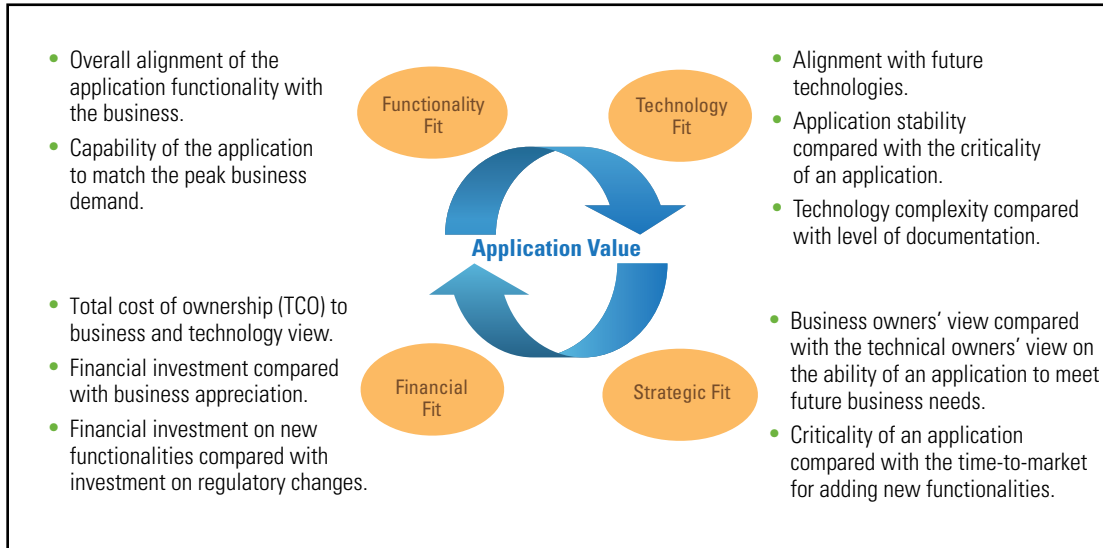 • Overall alignment of the
application functionality with
the business.
• Capability of the application
to match the peak business
demand.
Functionality
Fit
Technology
Fit
• Alignment with future
technologies.
• Application stability
compared with the criticality
of an application.
• Technology complexity compared
with level of documentation.
Application Value
• Total cost of ownership (TCO) to
business and technology view.
• Financial investment compared
with business appreciation.
• Financial investment on new
functionalities compared with
investment on regulatory changes.
Financial
Fit
Strategic Fit
• Business owners’ view compared
with the technical owners’ view on
the ability of an application to meet
future business needs.
• Criticality of an application
compared with the time-to-market
for adding new functionalities.